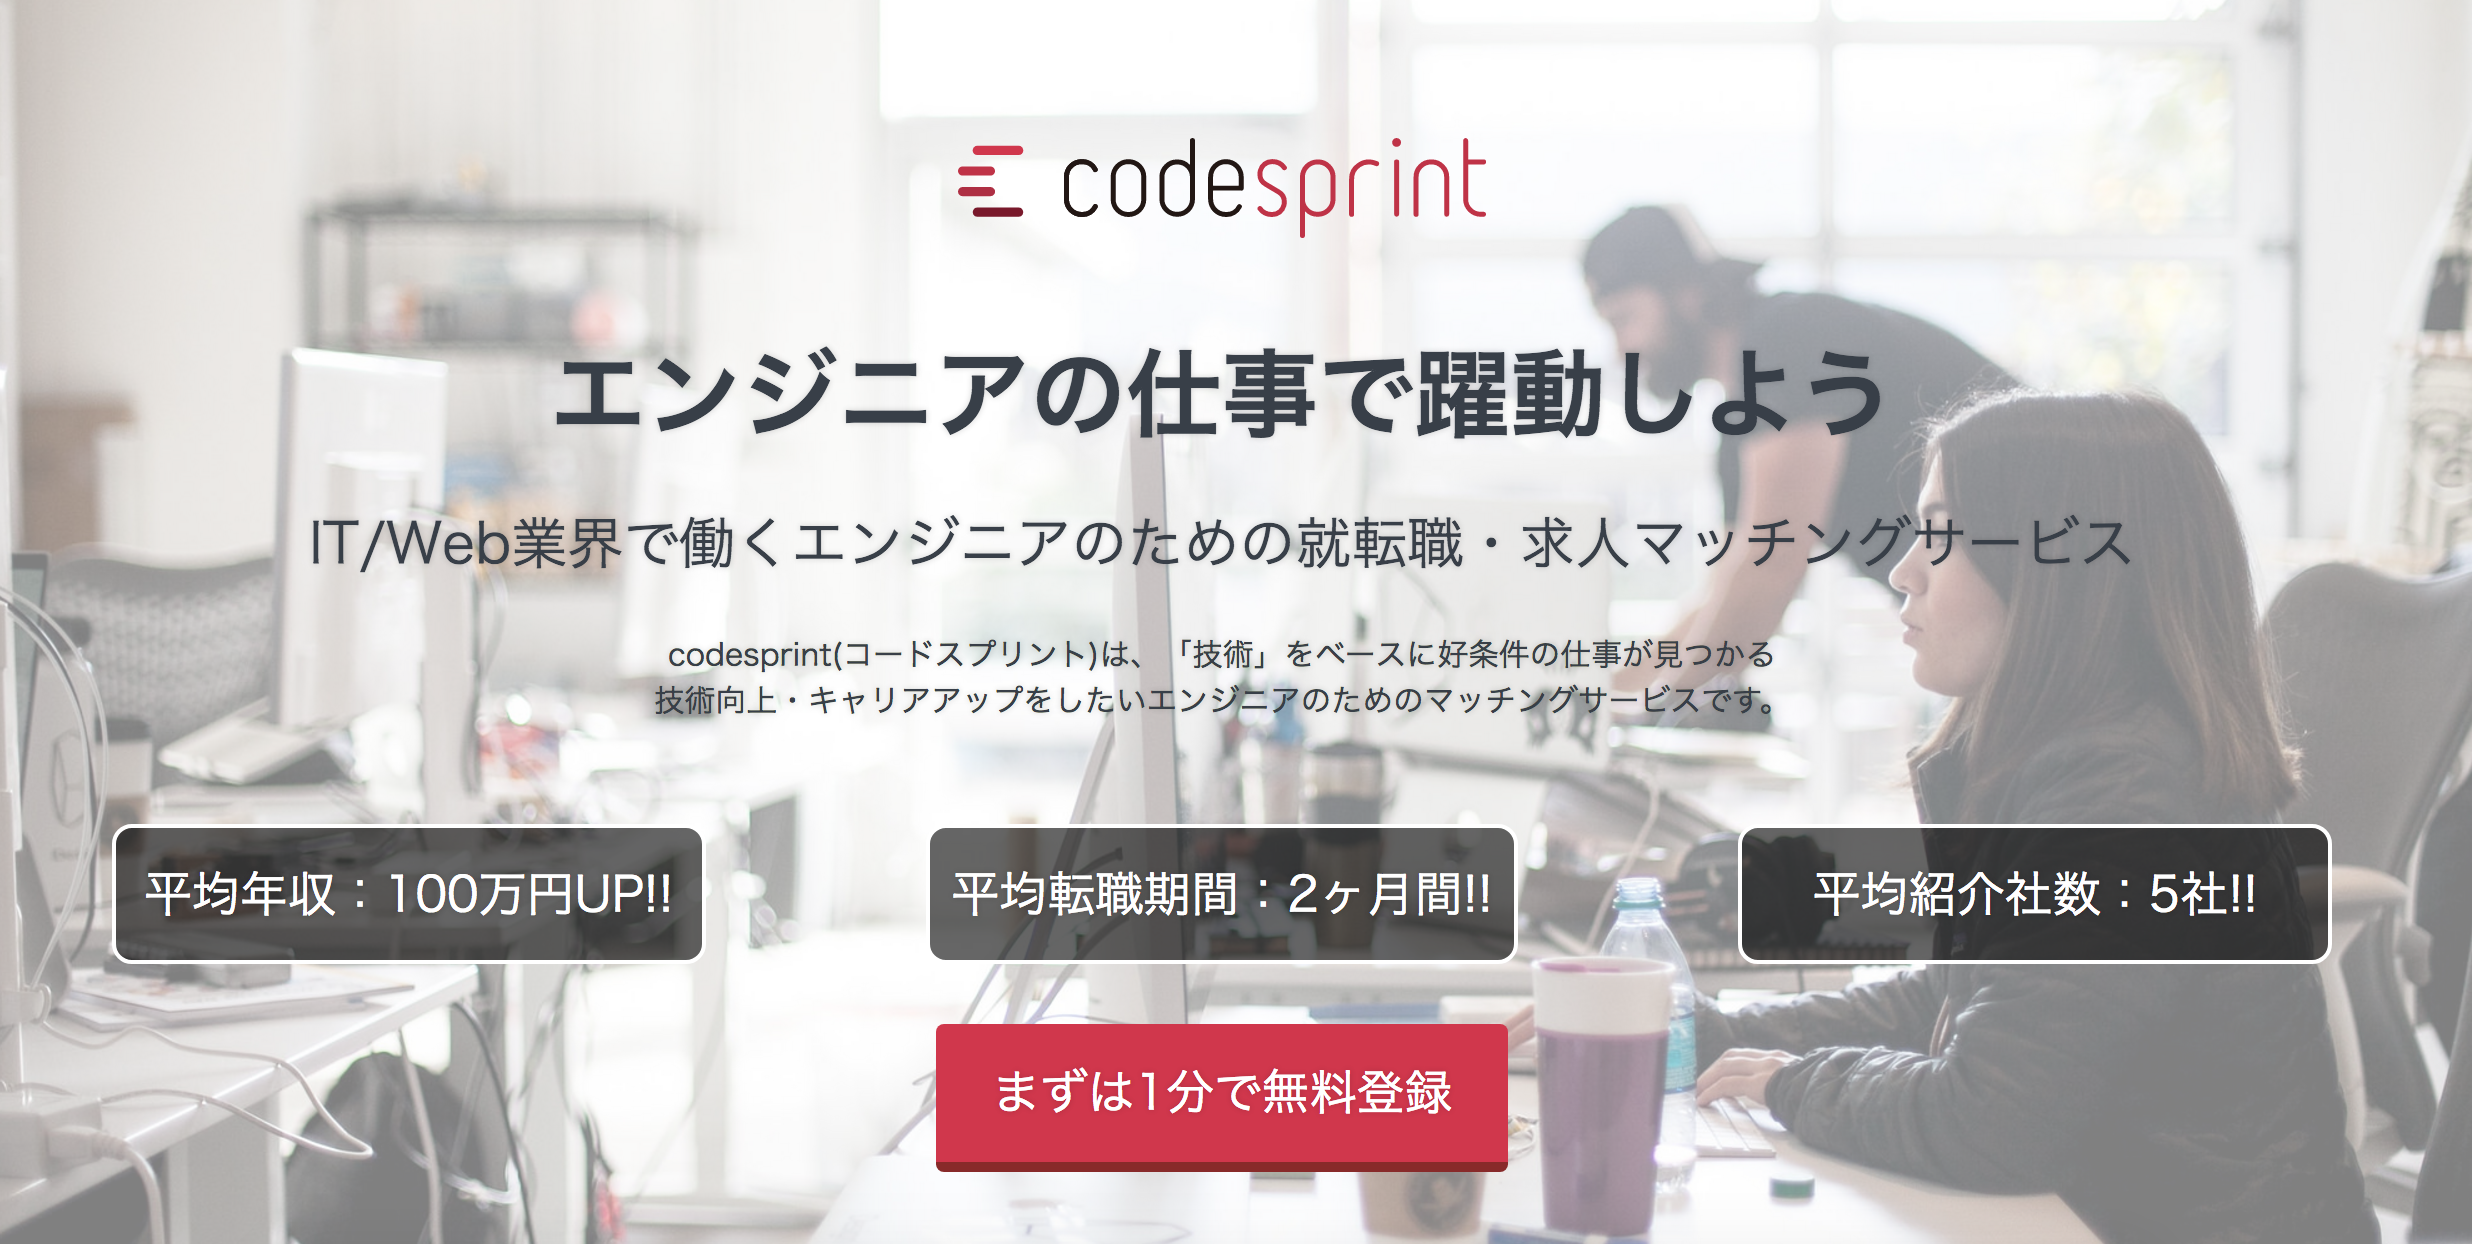 codesprint
エンジニアの仕事で躍動しよう
IT/Web業界で働くエンジニアのための就転職・求人マッチングサービス
codesprint(コードスプリント)は、「技術」をベースに好条件の仕事が見つかる
技術向上・キャリアアップをしたいエンジニアのためのマッチングサービスです。
平均年収：100万円UP!!
平均転職期間：2ヶ月間!!
平均紹介社数：5社!!
まずは1分で無料登録